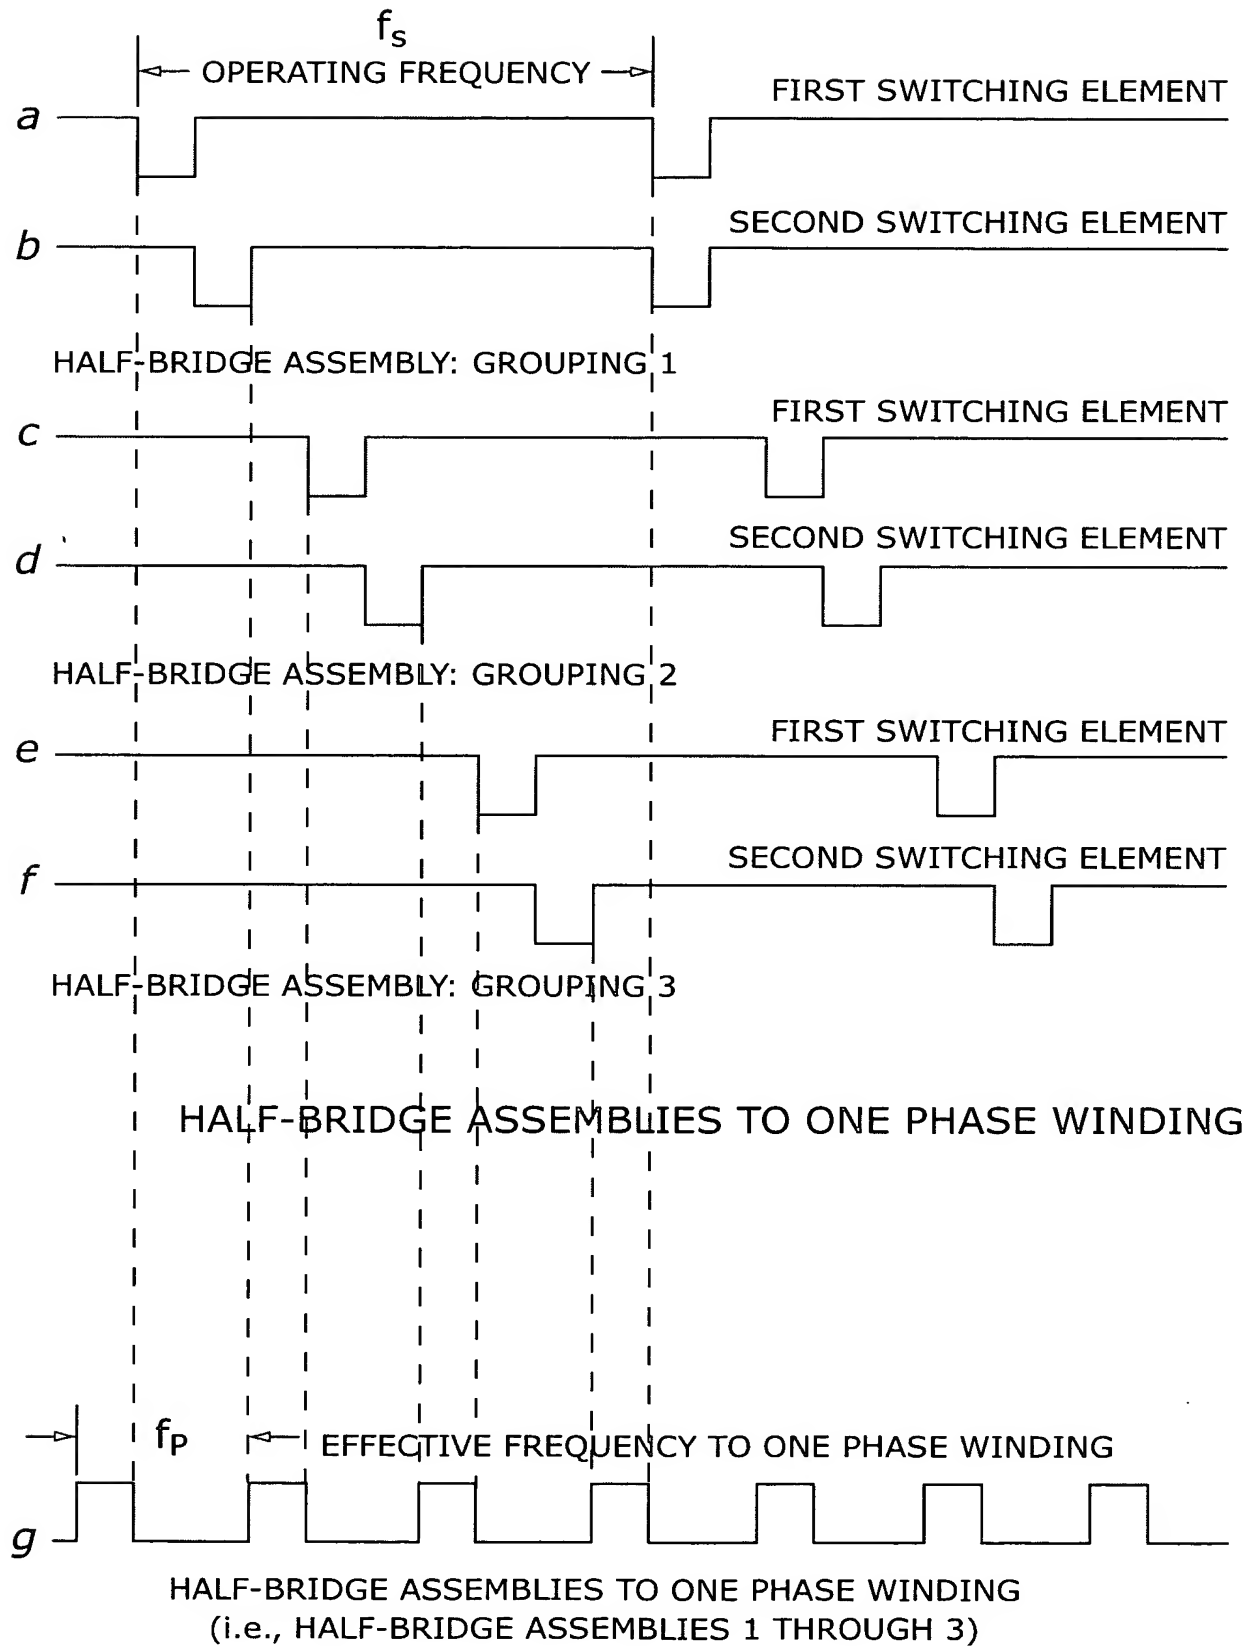 fS
OPERATING FREQUENCY
FIRST SWITCHING ELEMENT
a
SECOND SWITCHING ELEMENT
b
HALF-BRIDGE ASSEMBLY: GROUPING 1
FIRST SWITCHING ELEMENT
c
SECOND SWITCHING ELEMENT
d
HALF-BRIDGE ASSEMBLY: GROUPING 2
FIRST SWITCHING ELEMENT
e
SECOND SWITCHING ELEMENT
f
HALF-BRIDGE ASSEMBLY: GROUPING 3
HALF-BRIDGE ASSEMBLIES TO ONE PHASE WINDING
fP
EFFECTIVE FREQUENCY TO ONE PHASE WINDING
g
HALF-BRIDGE ASSEMBLIES TO ONE PHASE WINDING
(i.e., HALF-BRIDGE ASSEMBLIES 1 THROUGH 3)